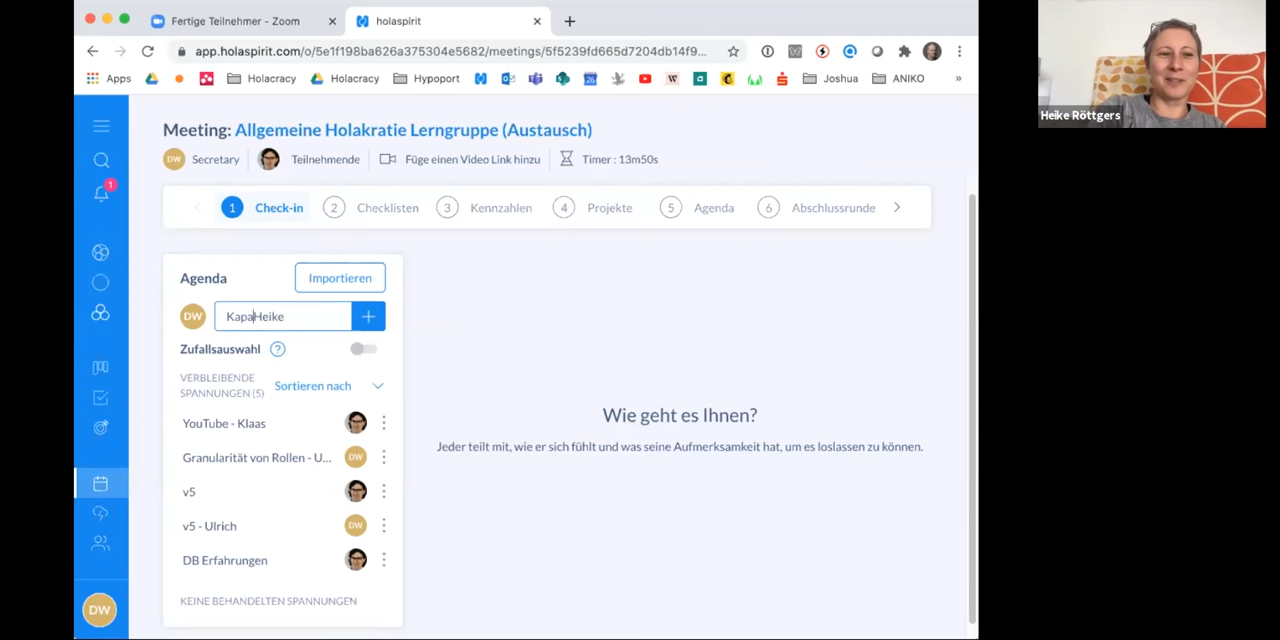 Fertige Teilnehmer - Zoom
holaspirit
app.holaspirit.com/o/5e1f198ba626a375304e5682/meetings/5f5239fd665d7204db14f9...
Apps
Holacracy
Holacracy
Hypoport
26
W
Joshua
ANIKO
»
Heike Röttgers
Meeting: Allgemeine Holakratie Lerngruppe (Austausch)
DW Secretary
Teilnehmende
Füge einen Video Link hinzu
Timer : 13m50s
1 Check-in
2 Checklisten
3 Kennzahlen
4 Projekte
5 Agenda
6 Abschlussrunde
1
Agenda
Importieren
DW
KapaHeike
+
Zufallsauswahl ?
VERBLEIBENDE
SPANNUNGEN (5)
Sortieren nach
YouTube - Klaas
Granularität von Rollen - U...
DW
v5
v5 - Ulrich
DW
DB Erfahrungen
KEINE BEHANDELTEN SPANNUNGEN
Wie geht es Ihnen?
Jeder teilt mit, wie er sich fühlt und was seine Aufmerksamkeit hat, um es loslassen zu können.
DW